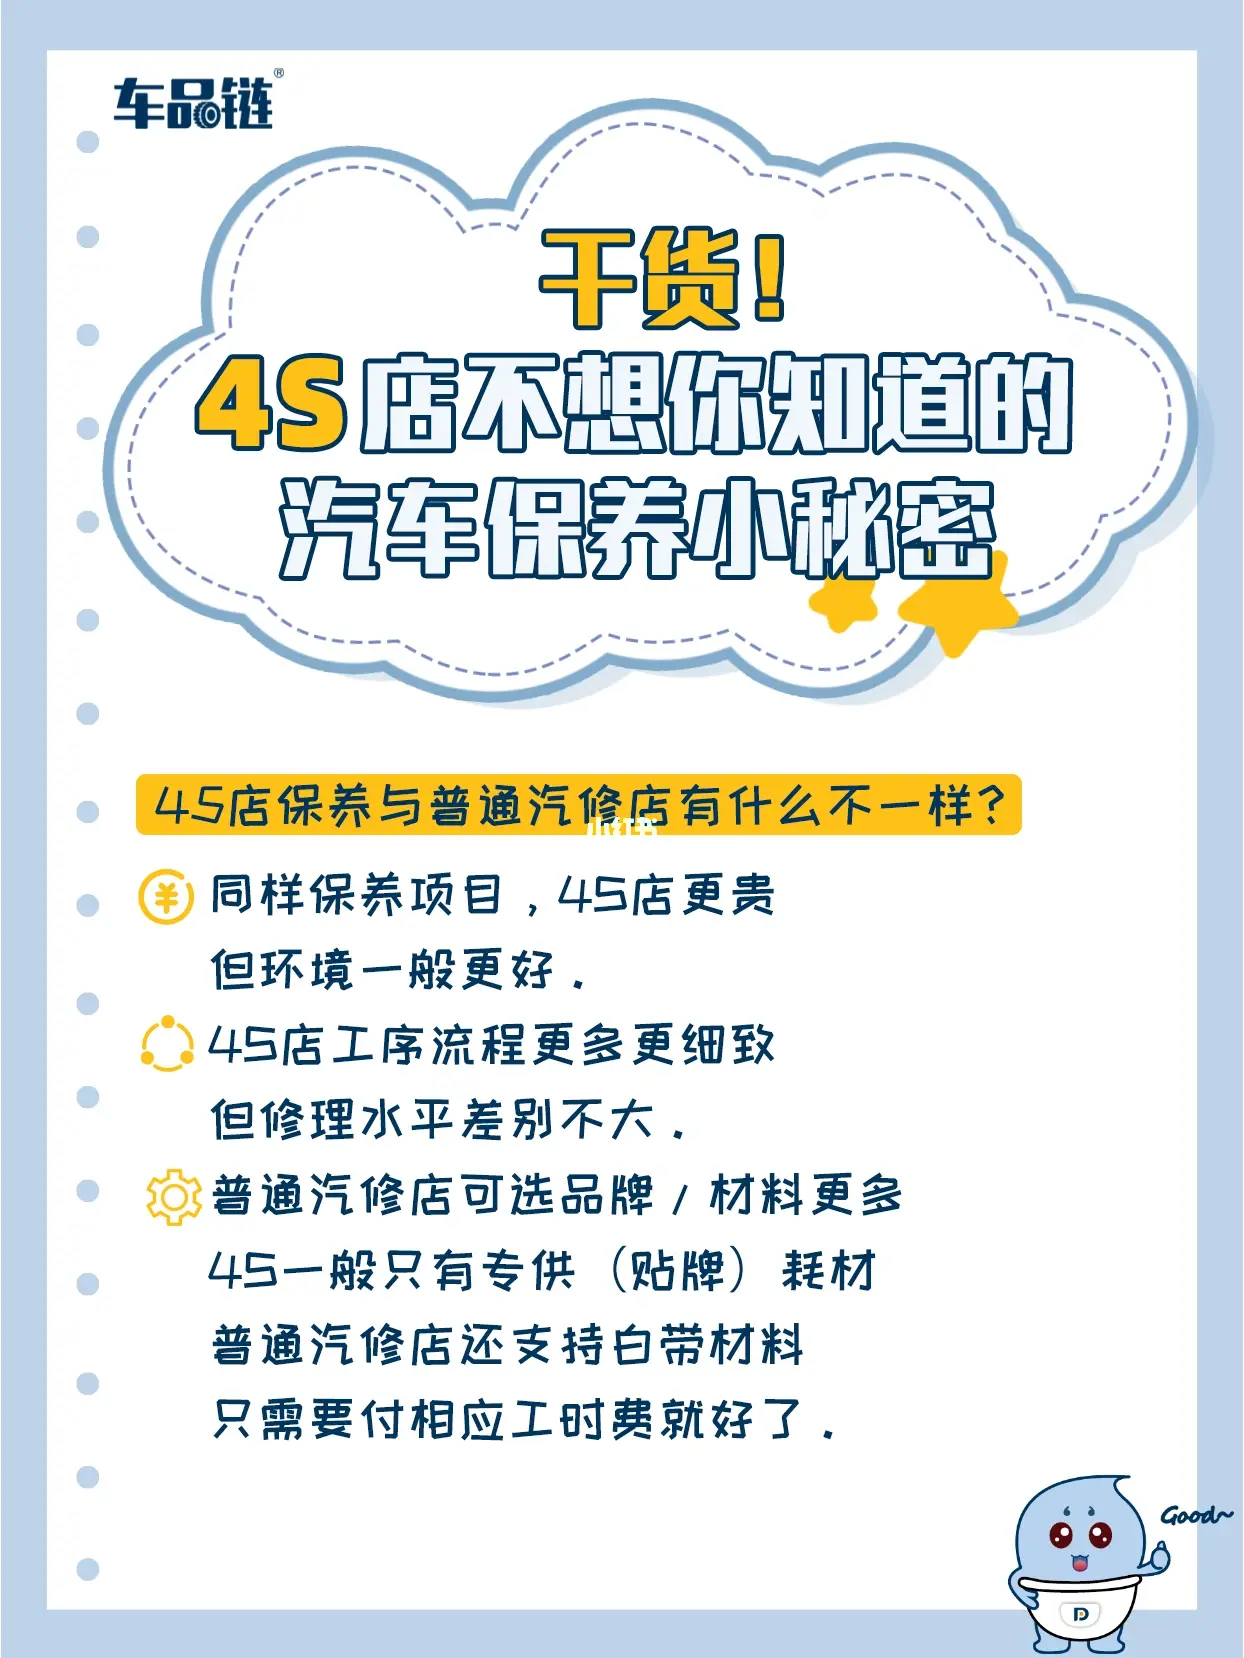 车品链®
干货!
4S店不想你知道的
汽车保养小秘密
4S店保养与普通汽修店有什么不一样?
小红书
同样保养项目,4S店更贵
但环境一般更好.
4S店工序流程更多更细致
但修理水平差别不大.
普通汽修店可选品牌/材料更多
4S一般只有专供(贴牌)耗材
普通汽修店还支持自带材料
只需要付相应工时费就好了.
Good~
D